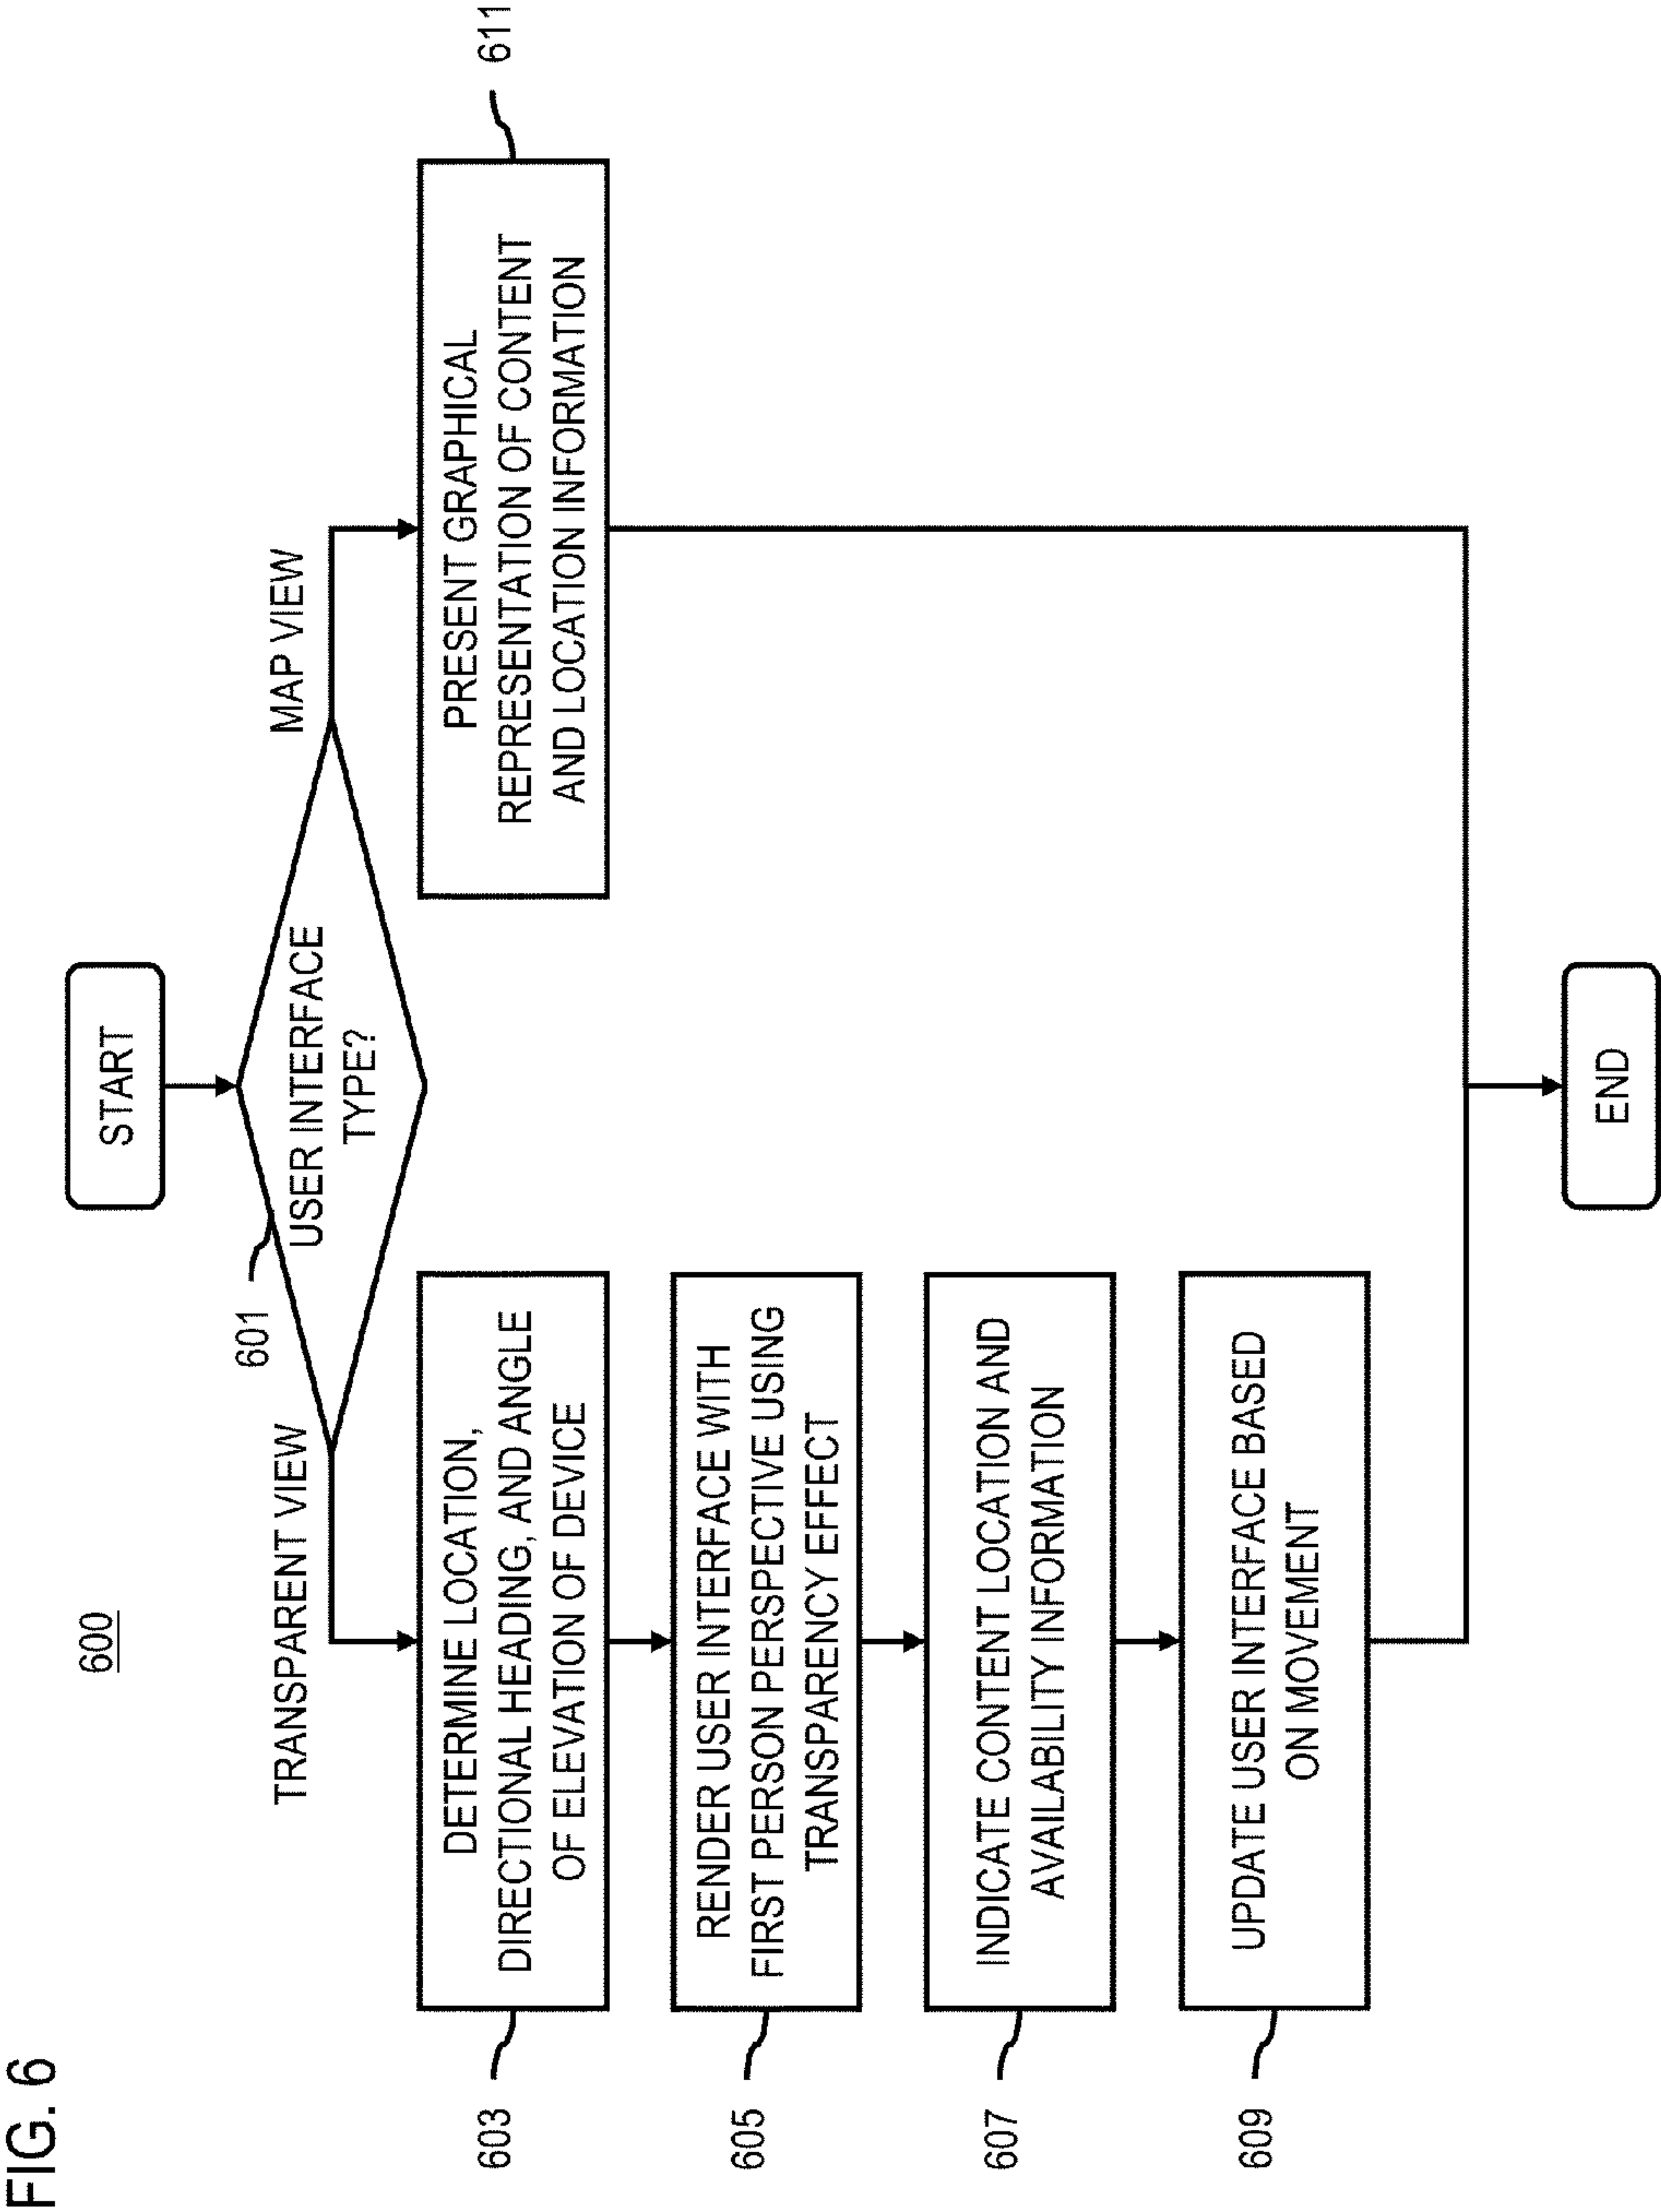 FIG. 6
600
START
601
USER INTERFACE
TYPE?
TRANSPARENT VIEW
MAP VIEW
603
DETERMINE LOCATION,
DIRECTIONAL HEADING, AND ANGLE
OF ELEVATION OF DEVICE
PRESENT GRAPHICAL
REPRESENTATION OF CONTENT
AND LOCATION INFORMATION
611
605
RENDER USER INTERFACE WITH
FIRST PERSON PERSPECTIVE USING
TRANSPARENCY EFFECT
607
INDICATE CONTENT LOCATION AND
AVAILABILITY INFORMATION
609
UPDATE USER INTERFACE BASED
ON MOVEMENT
END